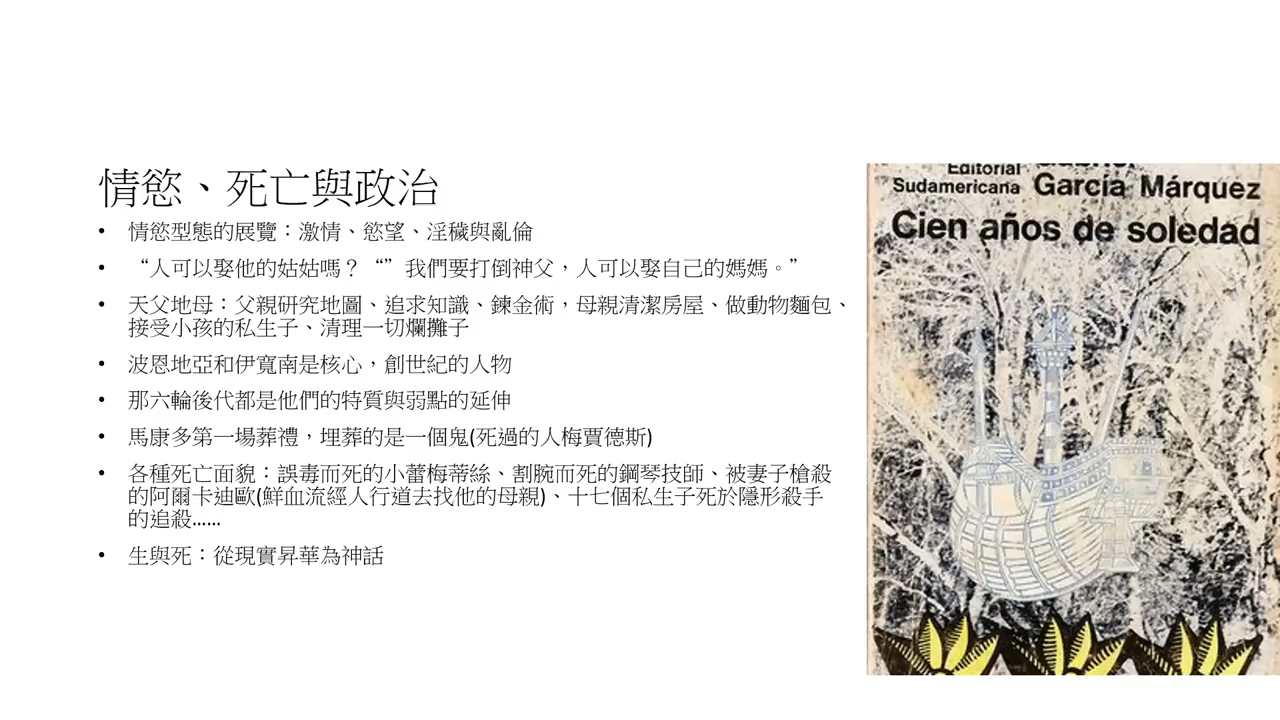 情慾、死亡與政治
• 情慾型態的展覽：激情、慾望、淫穢與亂倫
• “人可以娶他的姑姑嗎？“”我們要打倒神父，人可以娶自己的媽媽。”
• 天父地母：父親研究地圖、追求知識、鍊金術，母親清潔房屋、做動物麵包、
接受小孩的私生子、清理一切爛攤子
• 波恩地亞和伊寬南是核心，創世紀的人物
• 那六輪後代都是他們的特質與弱點的延伸
• 馬康多第一場葬禮，埋葬的是一個鬼(死過的人梅賈德斯)
• 各種死亡面貌：誤毒而死的小蕾梅蒂絲、割腕而死的鋼琴技師、被妻子槍殺
的阿爾卡迪歐(鮮血流經人行道去找他的母親)、十七個私生子死於隱形殺手
的追殺……
• 生與死：從現實昇華為神話
Editorial
Sudamericana
García Márquez
Cien años de soledad